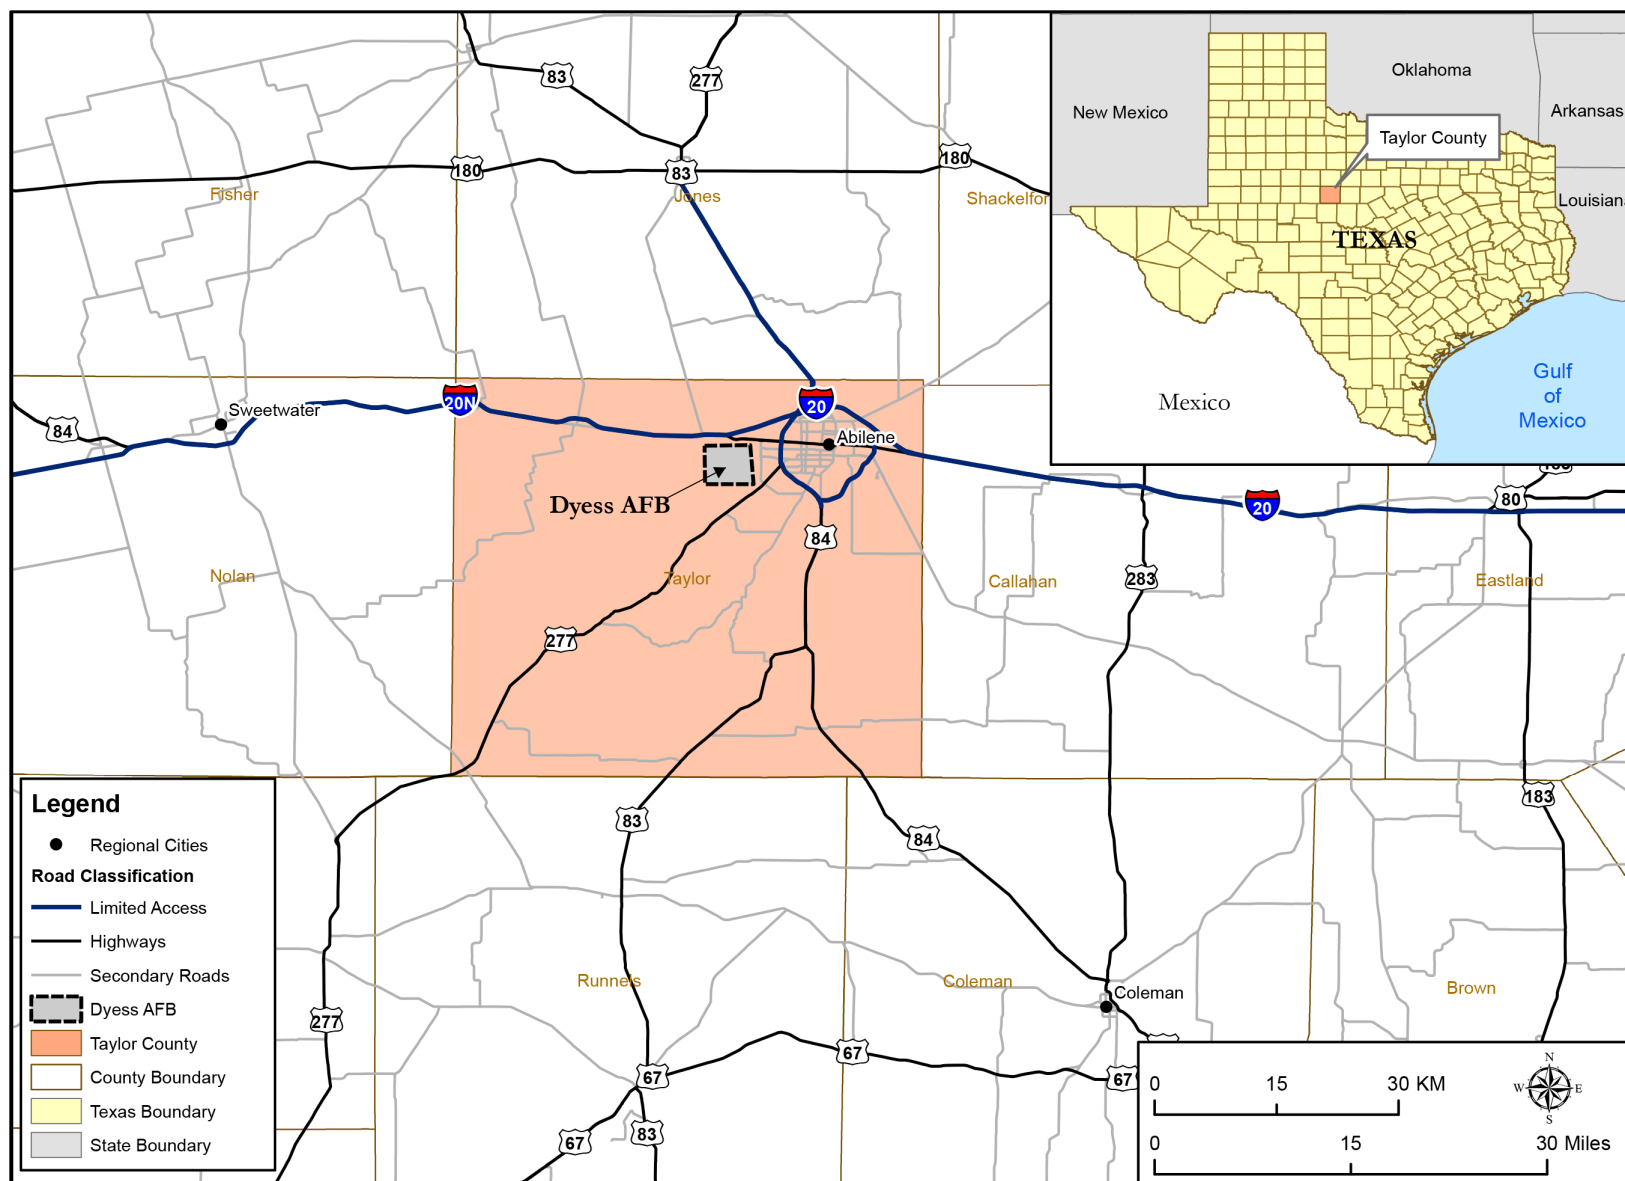 83
277
180
83
180
Fisher
Jones
Shackelfor
New Mexico
Oklahoma
Arkansas
Taylor County
Louisian
TEXAS
Mexico
Gulf
of
Mexico
84
Sweetwater
20N
20
Abilene
Dyess AFB
84
20
80
Nolan
Taylor
Callahan
283
Eastland
277
83
84
183
Runnels
Coleman
Coleman
Brown
277
67
67
67
67
83
Legend
Regional Cities
Road Classification
Limited Access
Highways
Secondary Roads
Dyess AFB
Taylor County
County Boundary
Texas Boundary
State Boundary
0 15 30 KM
0 15 30 Miles
N
W E
S